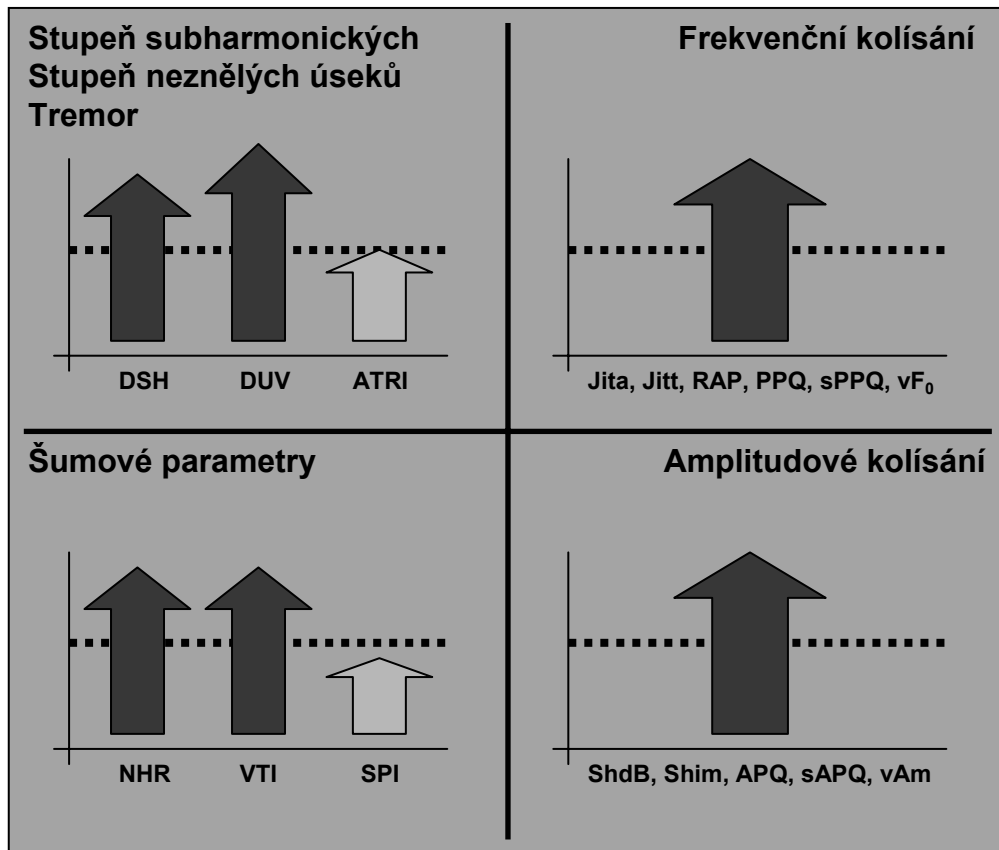 Stupeň subharmonických
Stupeň neznělých úseků
Tremor
DSH DUV ATRI
Frekvenční kolísání
Jita, Jitt, RAP, PPQ, sPPQ, vF₀
Šumové parametry
NHR VTI SPI
Amplitudové kolísání
ShdB, Shim, APQ, sAPQ, vAm